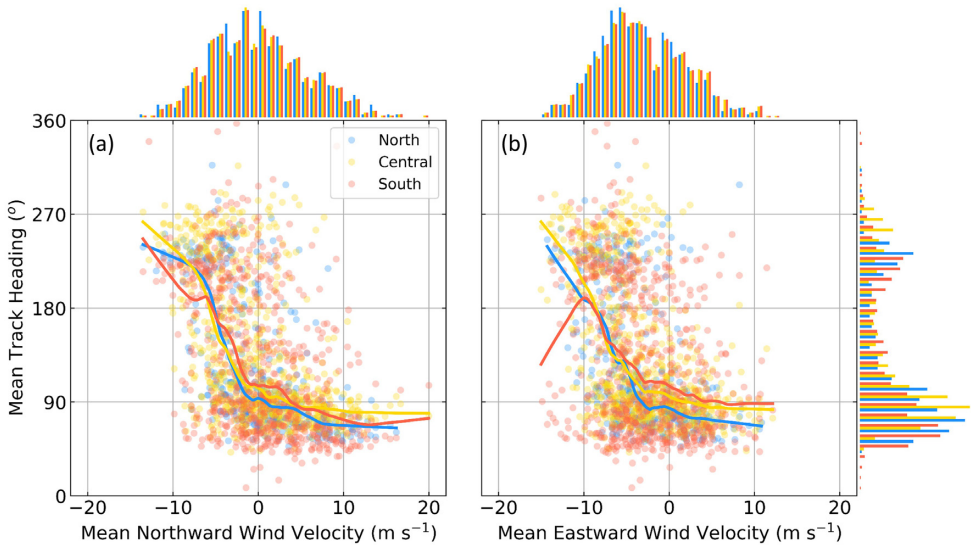 360
270
180
90
0
Mean Track Heading (°)
(a)
North
Central
South
−20
−10
0
10
20
Mean Northward Wind Velocity (m s⁻¹)
(b)
−20
−10
0
10
20
Mean Eastward Wind Velocity (m s⁻¹)